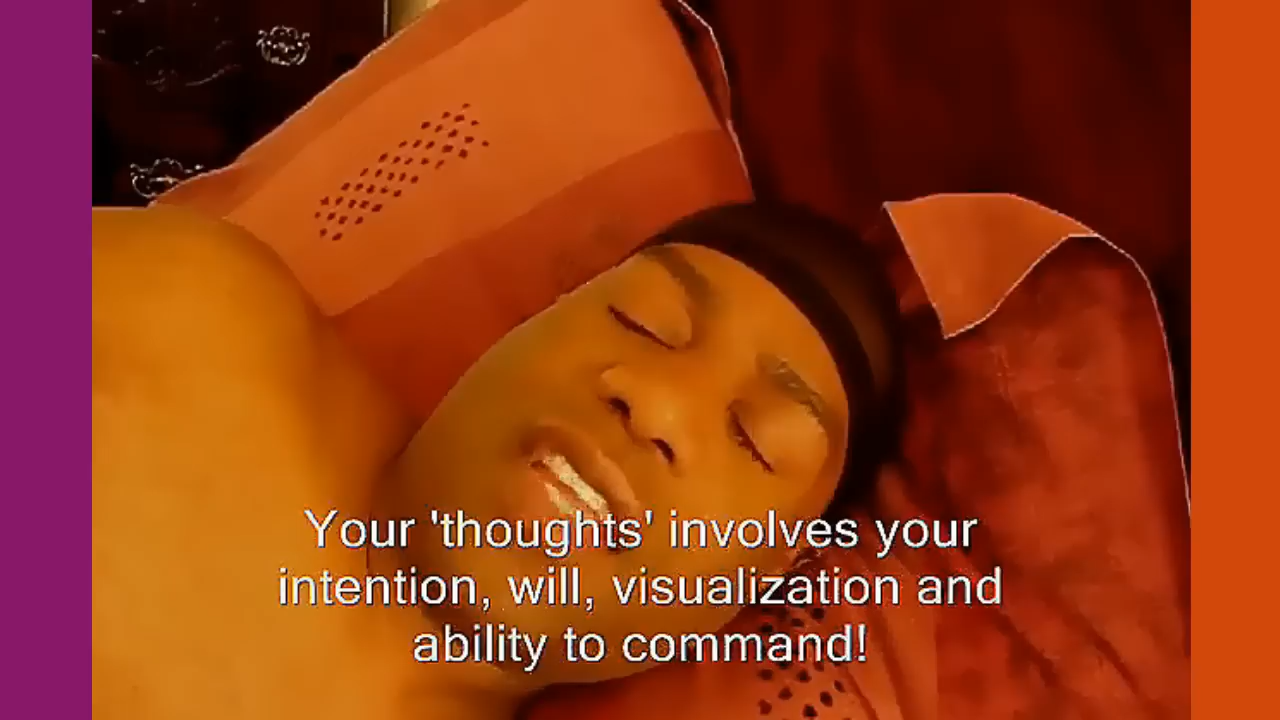 Your 'thoughts' involves your
intention, will, visualization and
ability to command!